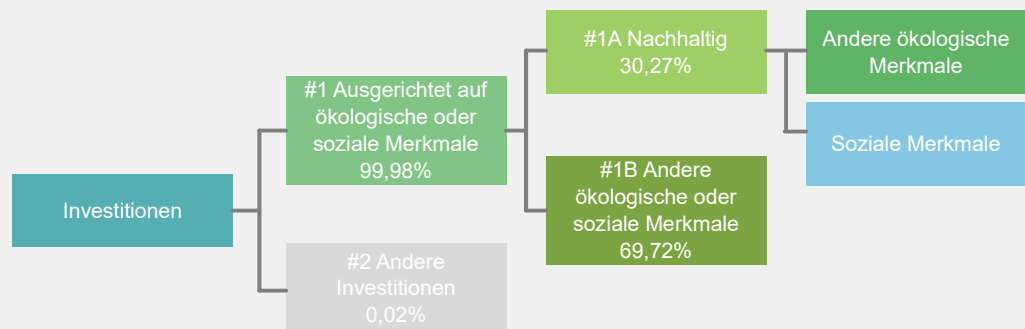 Investitionen
#1 Ausgerichtet auf
ökologische oder
soziale Merkmale
99,98%
#2 Andere
Investitionen
0,02%
#1A Nachhaltig
30,27%
#1B Andere
ökologische oder
soziale Merkmale
69,72%
Andere ökologische
Merkmale
Soziale Merkmale